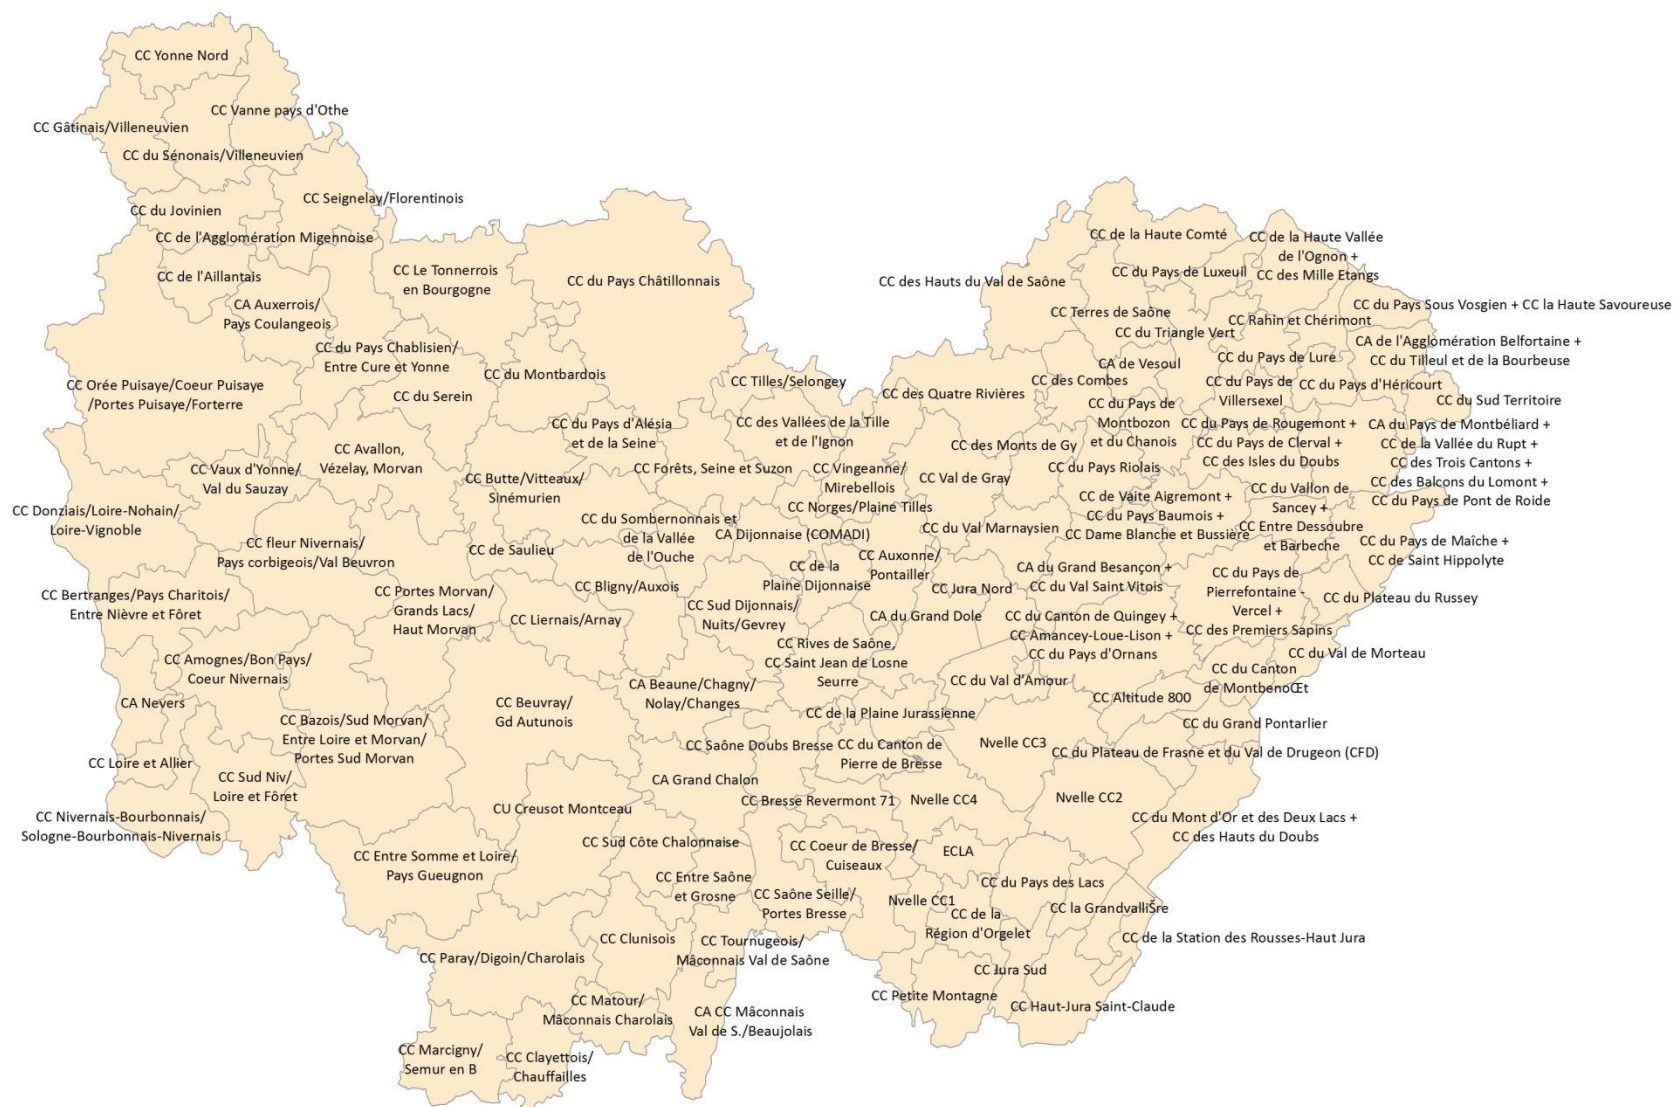 CC Yonne Nord
CC Vanne pays d'Othe
CC Gâtinais/Villeneuvien
CC du Sénonais/Villeneuvien
CC Seignelay/Florentinois
CC du Jovinien
CC de l'Agglomération Migennoise
CC de l'Aillantais
CC Le Tonnerrois
en Bourgogne
CC du Pays Châtillonnais
CA Auxerrois/
Pays Coulangeois
CC du Pays Chablisien/
Entre Cure et Yonne
CC du Montbardois
CC Orée Puisaye/Coeur Puisaye
/Portes Puisaye/Forterre
CC du Serein
CC Avallon,
Vézelay, Morvan
CC Vaux d'Yonne/
Val du Sauzay
CC Butte/Vitteaux/
Sinémurien
CC du Pays d'Alésia
et de la Seine
CC Tilles/Selongey
CC des Vallées de la Tille
et de l'Ignon
CC Forêts, Seine et Suzon
CC Vingeanne/
Mirebellois
CC Norges/Plaine Tilles
CC Donziais/Loire-Nohain/
Loire-Vignoble
CC fleur Nivernais/
Pays corbigeois/Val Beuvron
CC de Saulieu
CC du Sombernonnais et
de la Vallée
de l'Ouche
CA Dijonnaise (COMADI)
CC Auxonne/
Pontailler
CC de la
Plaine Dijonnaise
CC Bertranges/Pays Charitois/
Entre Nièvre et Fôret
CC Portes Morvan/
Grands Lacs/
Haut Morvan
CC Bligny/Auxois
CC Liernais/Arnay
CC Sud Dijonnais/
Nuits/Gevrey
CC Rives de Saône,
CC Saint Jean de Losne
Seurre
CC Amognes/Bon Pays/
Coeur Nivernais
CA Nevers
CC Bazois/Sud Morvan/
Entre Loire et Morvan/
Portes Sud Morvan
CC Beuvray/
Gd Autunois
CA Beaune/Chagny/
Nolay/Changes
CC Loire et Allier
CC Sud Niv/
Loire et Fôret
CC Nivernais-Bourbonnais/
Sologne-Bourbonnais-Nivernais
CC Saône Doubs Bresse
CC du Canton de
Pierre de Bresse
CA Grand Chalon
CU Creusot Montceau
CC Bresse Revermont 71
CC Sud Côte Chalonnaise
CC Coeur de Bresse/
Cuiseaux
CC Entre Somme et Loire/
Pays Gueugnon
CC Entre Saône
et Grosne
CC Saône Seille/
Portes Bresse
CC Clunisois
CC Tournugeois/
Mâconnais Val de Saône
CC Paray/Digoin/Charolais
CC Matour/
Mâconnais Charolais
CA CC Mâconnais
Val de S./Beaujolais
CC Marcigny/
Semur en B
CC Clayettois/
Chauffailles
CC de la Haute Comté
CC de la Haute Vallée
de l'Ognon +
CC des Mille Etangs
CC des Hauts du Val de Saône
CC du Pays de Luxeuil
CC du Pays Sous Vosgien + CC la Haute Savoureuse
CC Terres de Saône
CC Rahin et Chérimont
CC du Triangle Vert
CA de l'Agglomération Belfortaine +
CC du Tilleul et de la Bourbeuse
CA de Vesoul
CC du Pays de Lure
CC des Combes
CC des Quatre Rivières
CC du Pays de
Villersexel
CC du Pays d'Héricourt
CC du Sud Territoire
CC du Pays de
Montbozon
et du Chanois
CC du Pays de Rougemont +
CC du Pays de Clerval +
CC des Isles du Doubs
CA du Pays de Montbéliard +
CC de la Vallée du Rupt +
CC des Trois Cantons +
CC des Balcons du Lomont +
CC du Pays de Pont de Roide
CC des Monts de Gy
CC Val de Gray
CC du Pays Riolais
CC de Vaite Aigremont +
CC du Pays Baumois +
CC Dame Blanche et Bussière
CC du Vallon de
Sancey +
CC Entre Dessoubre
et Barbeche
CC du Val Marnaysien
CC du Pays de Maîche +
CC de Saint Hippolyte
CA du Grand Besançon +
CC du Val Saint Vitois
CC du Pays de
Pierrefontaine -
Vercel +
CC des Premiers Sapins
CC du Plateau du Russey
CC Jura Nord
CA du Grand Dole
CC du Canton de Quingey +
CC Amancey-Loue-Lison +
CC du Pays d'Ornans
CC du Val de Morteau
CC du Canton
de MontbenoŒt
CC du Val d'Amour
CC Altitude 800
CC de la Plaine Jurassienne
CC du Grand Pontarlier
Nvelle CC3
CC du Plateau de Frasne et du Val de Drugeon (CFD)
Nvelle CC4
Nvelle CC2
CC du Mont d'Or et des Deux Lacs +
CC des Hauts du Doubs
ECLA
CC du Pays des Lacs
Nvelle CC1
CC de la
Région d'Orgelet
CC la GrandvalliŠre
CC de la Station des Rousses-Haut Jura
CC Jura Sud
CC Petite Montagne
CC Haut-Jura Saint-Claude